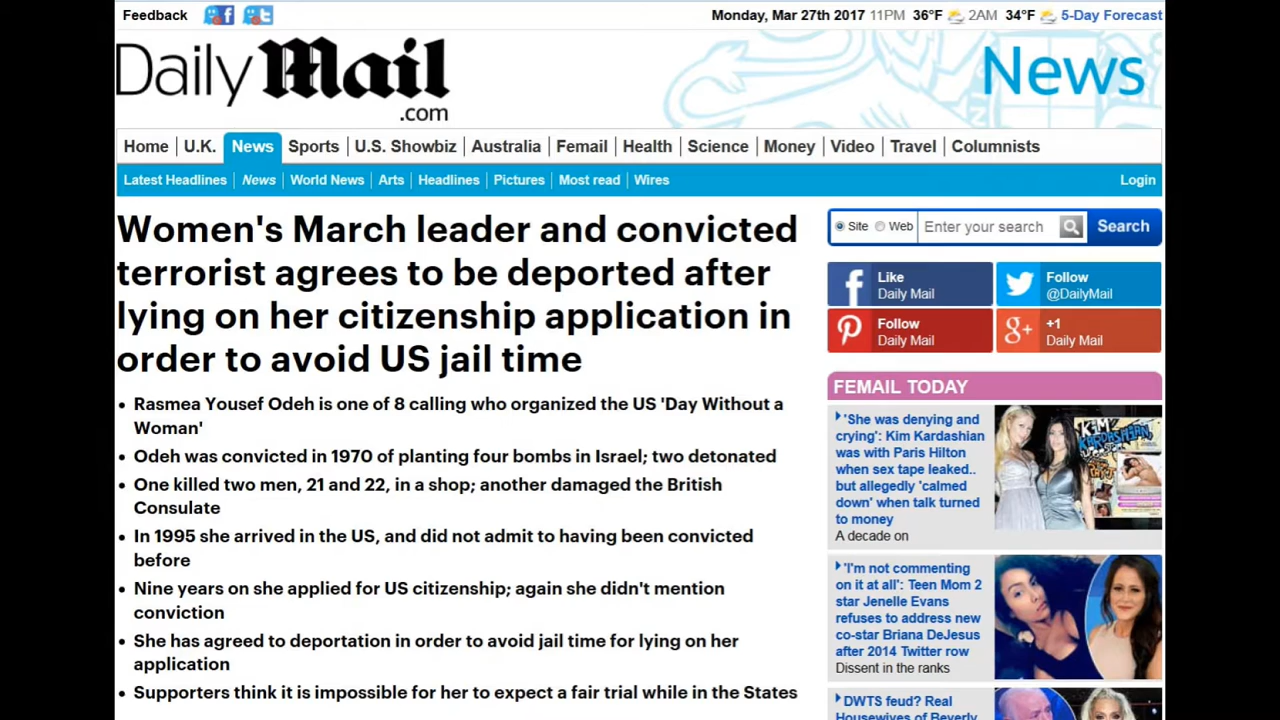 Feedback
Monday, Mar 27th 2017 11PM 36°F 2AM 34°F 5-Day Forecast
Daily Mail
.com
News
Home U.K. News Sports U.S. Showbiz Australia Femail Health Science Money Video Travel Columnists
Latest Headlines News World News Arts Headlines Pictures Most read Wires Login
Women's March leader and convicted
terrorist agrees to be deported after
lying on her citizenship application in
order to avoid US jail time
• Rasmea Yousef Odeh is one of 8 calling who organized the US 'Day Without a
Woman'
• Odeh was convicted in 1970 of planting four bombs in Israel; two detonated
• One killed two men, 21 and 22, in a shop; another damaged the British
Consulate
• In 1995 she arrived in the US, and did not admit to having been convicted
before
• Nine years on she applied for US citizenship; again she didn't mention
conviction
• She has agreed to deportation in order to avoid jail time for lying on her
application
• Supporters think it is impossible for her to expect a fair trial while in the States
Site Web Enter your search Search
Like
Daily Mail
Follow
@DailyMail
Follow
Daily Mail
+1
Daily Mail
FEMAIL TODAY
'She was denying and
crying': Kim Kardashian
was with Paris Hilton
when sex tape leaked..
but allegedly 'calmed
down' when talk turned
to money
A decade on
KIM
KARDASHIAN
'I'm not commenting
on it at all': Teen Mom 2
star Jenelle Evans
refuses to address new
co-star Briana DeJesus
after 2014 Twitter row
Dissent in the ranks
DWTS feud? Real
Housewives of Beverly